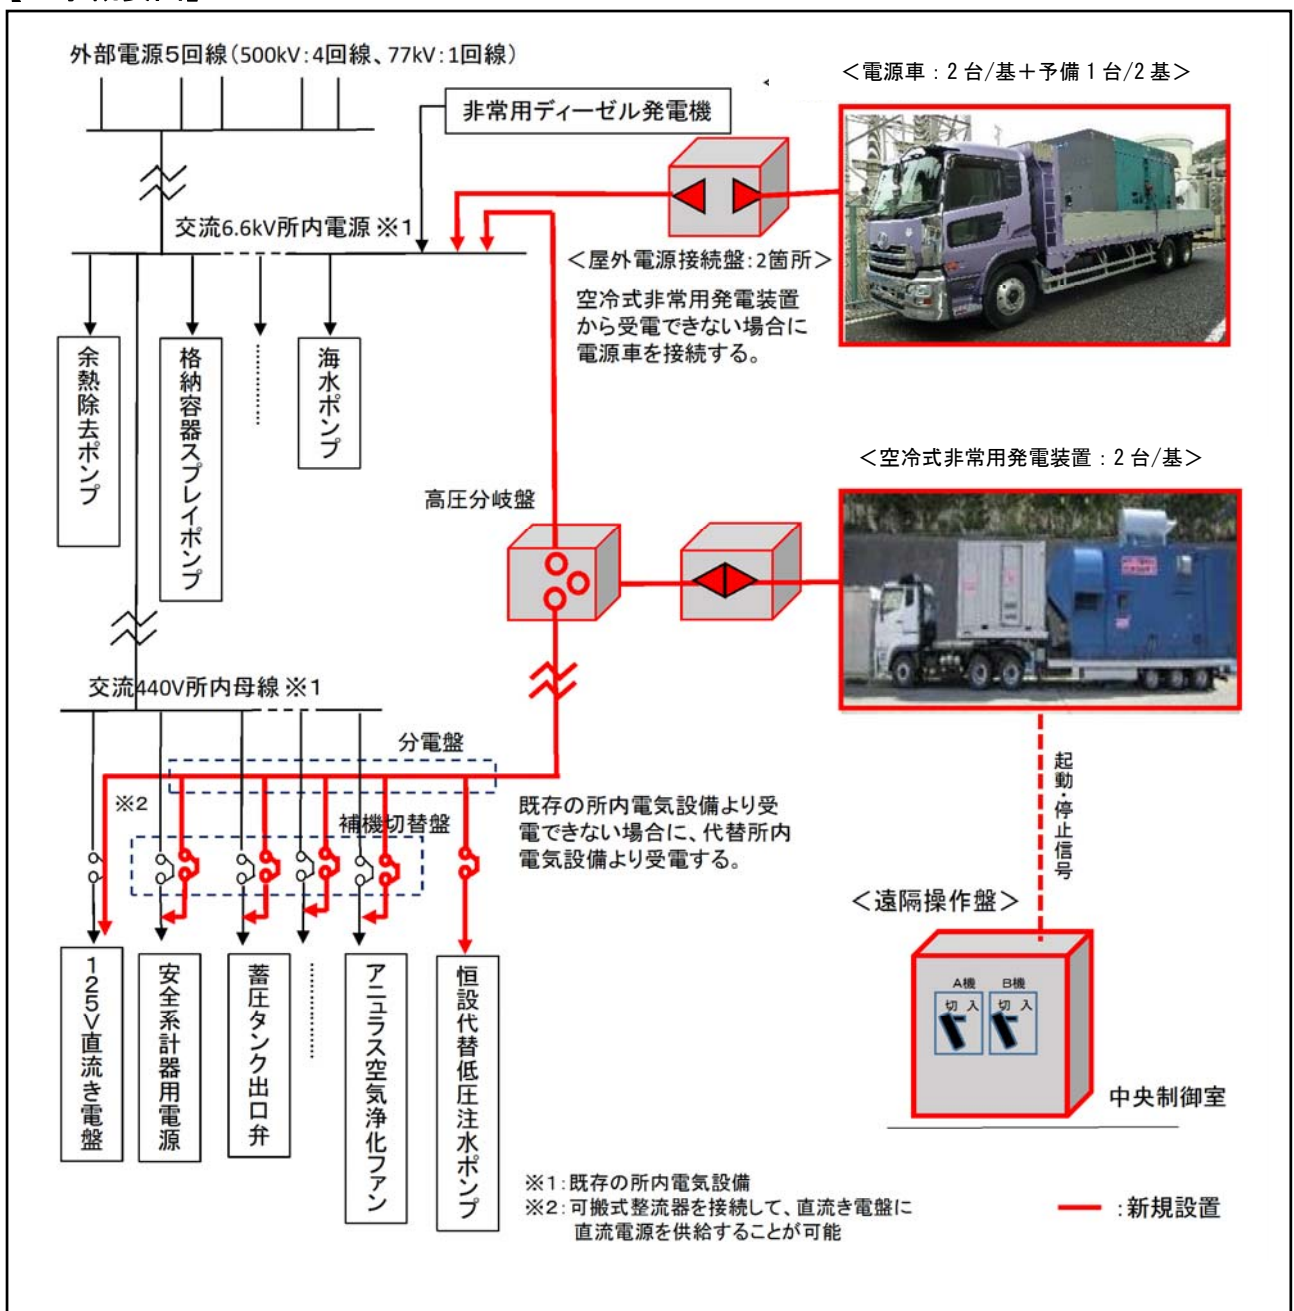 外部電源5回線（500kV：4回線、77kV：1回線）
＜電源車：2台/基＋予備1台/2基＞
非常用ディーゼル発電機
交流6.6kV所内電源 ※1
＜屋外電源接続盤：2箇所＞
空冷式非常用発電装置
から受電できない場合に
電源車を接続する。
余熱除去ポンプ
格納容器スプレイポンプ
海水ポンプ
＜空冷式非常用発電装置：2台/基＞
高圧分岐盤
交流440V所内母線 ※1
分電盤
※2
補機切替盤
既存の所内電気設備より受
電できない場合に、代替所内
電気設備より受電する。
起動・停止信号
＜遠隔操作盤＞
A機 B機
切 入 切 入
中央制御室
125V直流き電盤
安全系計器用電源
蓄圧タンク出口弁
アニュラス空気浄化ファン
恒設代替低圧注水ポンプ
※1：既存の所内電気設備
※2：可搬式整流器を接続して、直流き電盤に
直流電源を供給することが可能
：新規設置